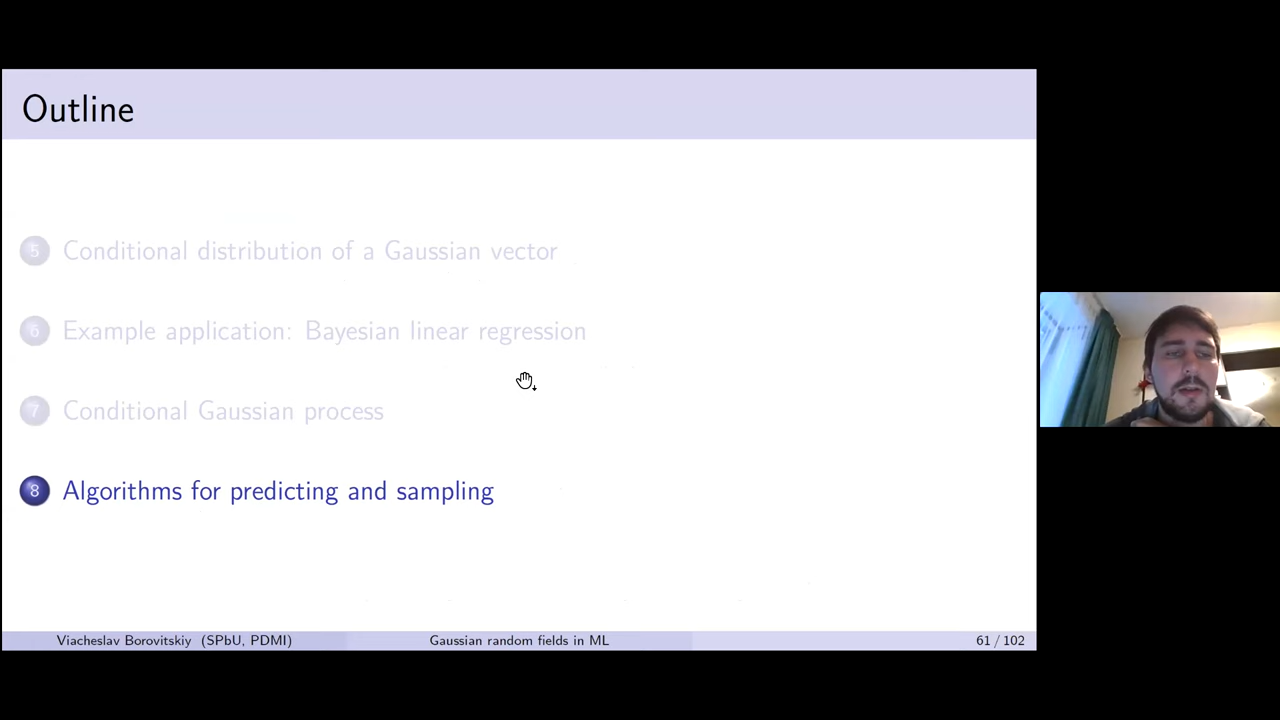 Outline
5 Conditional distribution of a Gaussian vector
6 Example application: Bayesian linear regression
7 Conditional Gaussian process
8 Algorithms for predicting and sampling
Viacheslav Borovitskiy (SPbU, PDMI) Gaussian random fields in ML 61 / 102